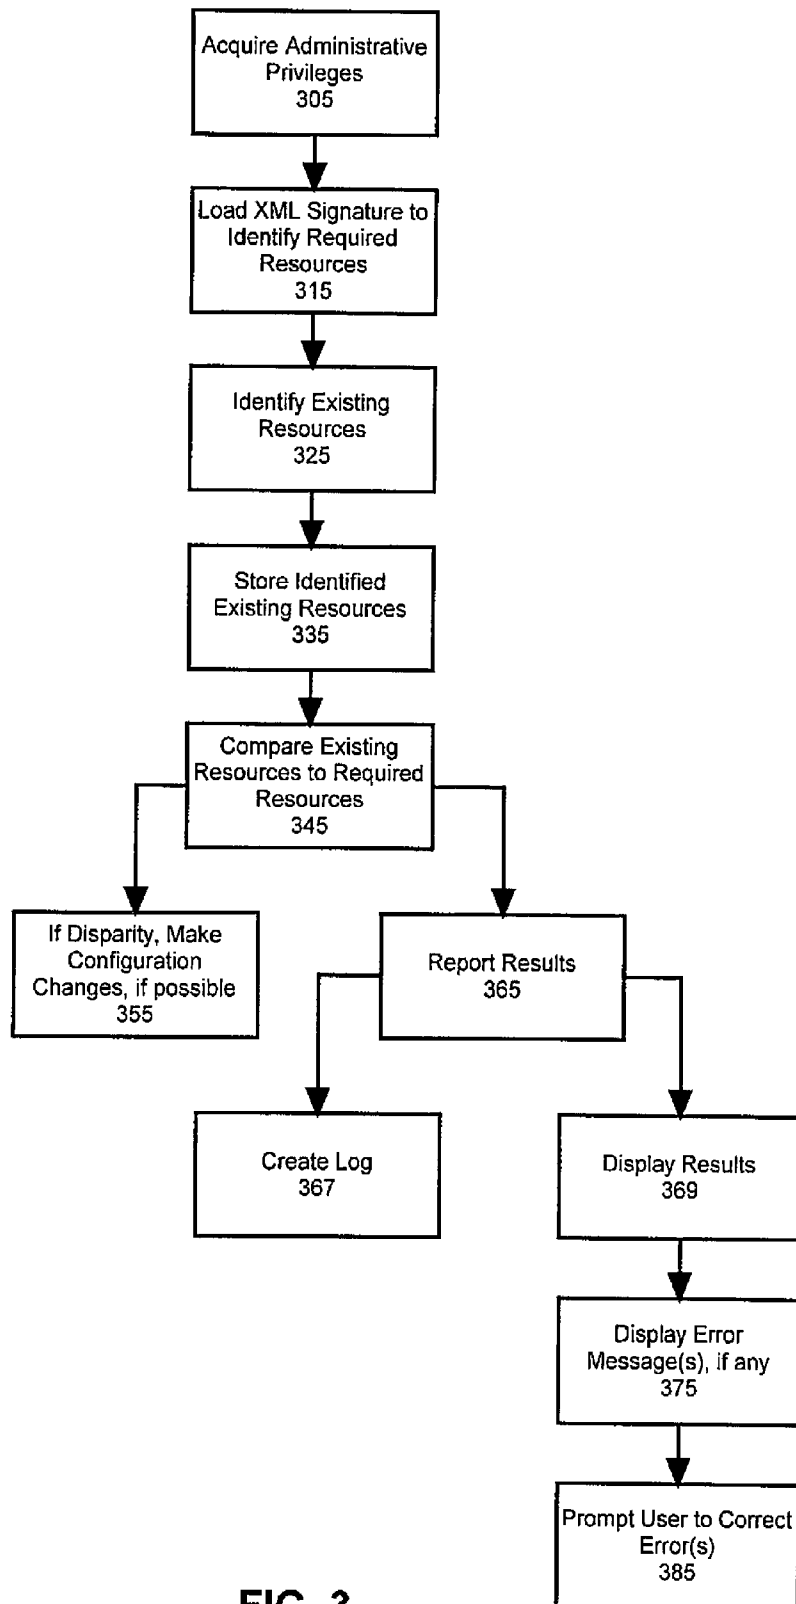 Acquire Administrative
Privileges
305
Load XML Signature to
Identify Required
Resources
315
Identify Existing
Resources
325
Store Identified
Existing Resources
335
Compare Existing
Resources to Required
Resources
345
If Disparity, Make
Configuration
Changes, if possible
355
Report Results
365
Create Log
367
Display Results
369
Display Error
Message(s), if any
375
Prompt User to Correct
Error(s)
385
FIG. 3